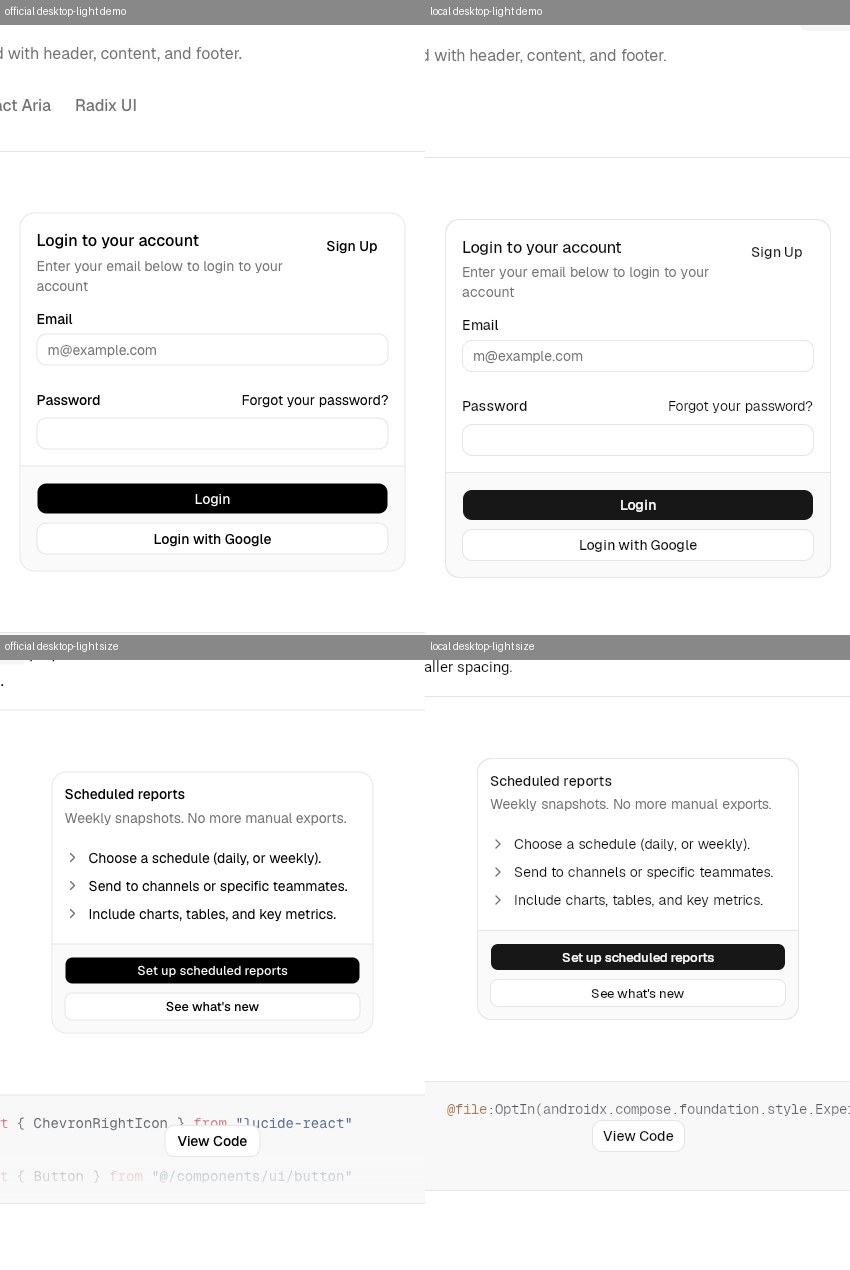 official desktop-light demo
d with header, content, and footer.
act Aria Radix UI
Login to your account
Sign Up
Enter your email below to login to your
account
Email
m@example.com
Password
Forgot your password?
Login
Login with Google
local desktop-light demo
d with header, content, and footer.
Login to your account
Sign Up
Enter your email below to login to your
account
Email
m@example.com
Password
Forgot your password?
Login
Login with Google
official desktop-light size
.
Scheduled reports
Weekly snapshots. No more manual exports.
Choose a schedule (daily, or weekly).
Send to channels or specific teammates.
Include charts, tables, and key metrics.
Set up scheduled reports
See what's new
t { ChevronRightIcon } from "lucide-react"
View Code
t { Button } from "@/components/ui/button"
local desktop-light size
aller spacing.
Scheduled reports
Weekly snapshots. No more manual exports.
Choose a schedule (daily, or weekly).
Send to channels or specific teammates.
Include charts, tables, and key metrics.
Set up scheduled reports
See what's new
@file:OptIn(androidx.compose.foundation.style.Exper
View Code